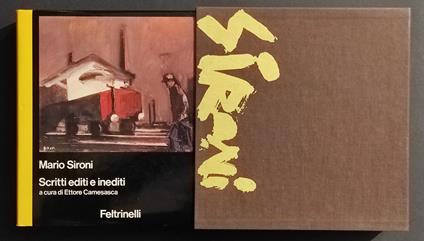 Mario Sironi
Scritti editi e inediti
a cura di Ettore Camesasca
Feltrinelli
Sironi